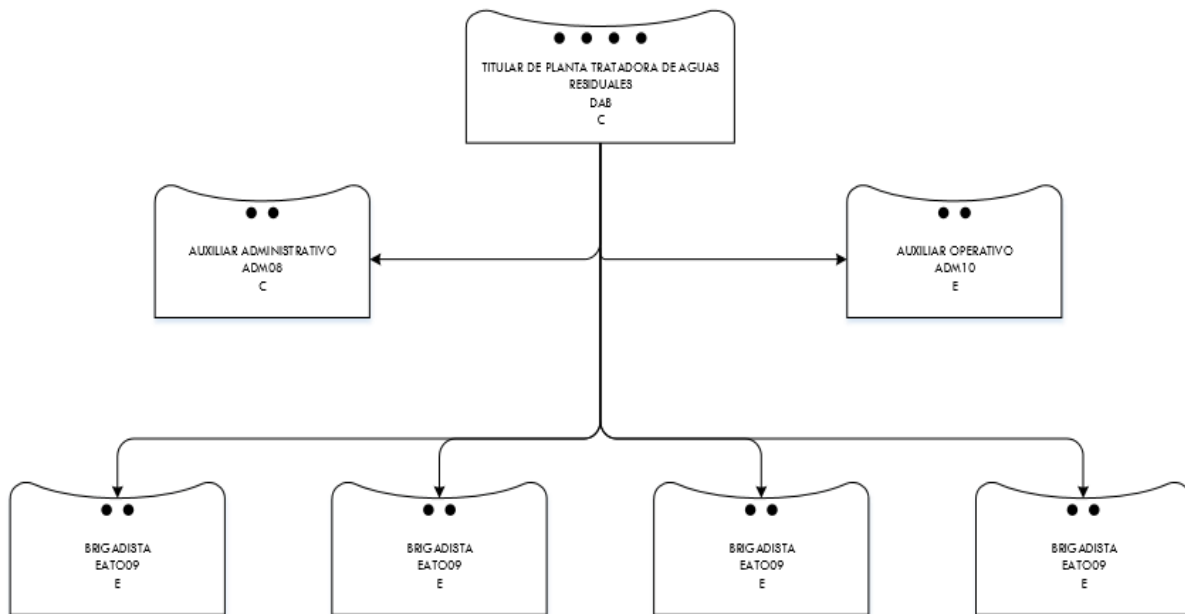 TITULAR DE PLANTA TRATADORA DE AGUAS
RESIDUALES
DAB
C
AUXILIAR ADMINISTRATIVO
ADM08
C
AUXILIAR OPERATIVO
ADM10
E
BRIGADISTA
EATO09
E
BRIGADISTA
EATO09
E
BRIGADISTA
EATO09
E
BRIGADISTA
EATO09
E